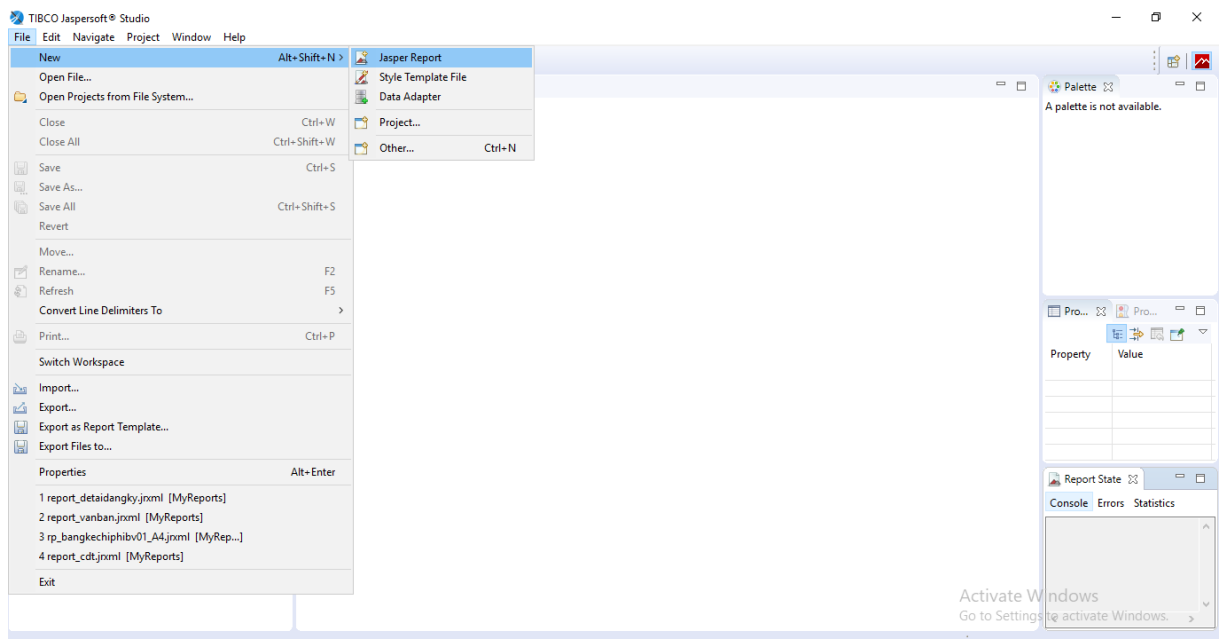 TIBCO Jaspersoft® Studio
File Edit Navigate Project Window Help
New Alt+Shift+N >
Open File...
Open Projects from File System...
Close Ctrl+W
Close All Ctrl+Shift+W
Save Ctrl+S
Save As...
Save All Ctrl+Shift+S
Revert
Move...
Rename... F2
Refresh F5
Convert Line Delimiters To >
Print... Ctrl+P
Switch Workspace
Import...
Export...
Export as Report Template...
Export Files to...
Properties Alt+Enter
1 report_detaidangky.jrxml [MyReports]
2 report_vanban.jrxml [MyReports]
3 rp_bangkechiphibv01_A4.jrxml [MyRep...]
4 report_cdt.jrxml [MyReports]
Exit
Jasper Report
Style Template File
Data Adapter
Project...
Other... Ctrl+N
Palette
A palette is not available.
Pro... Pro...
Property Value
Report State
Console Errors Statistics
Activate Windows
Go to Settings to activate Windows.